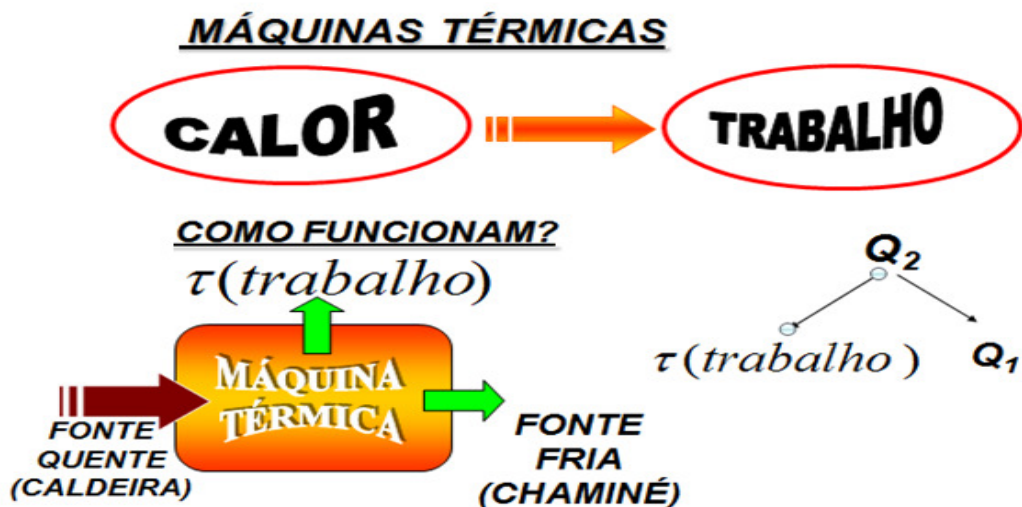 MÁQUINAS TÉRMICAS
CALOR
TRABALHO
COMO FUNCIONAM?
τ(trabalho)
MÁQUINA
TÉRMICA
FONTE
QUENTE
(CALDEIRA)
FONTE
FRIA
(CHAMINÉ)
Q₂
τ(trabalho)
Q₁